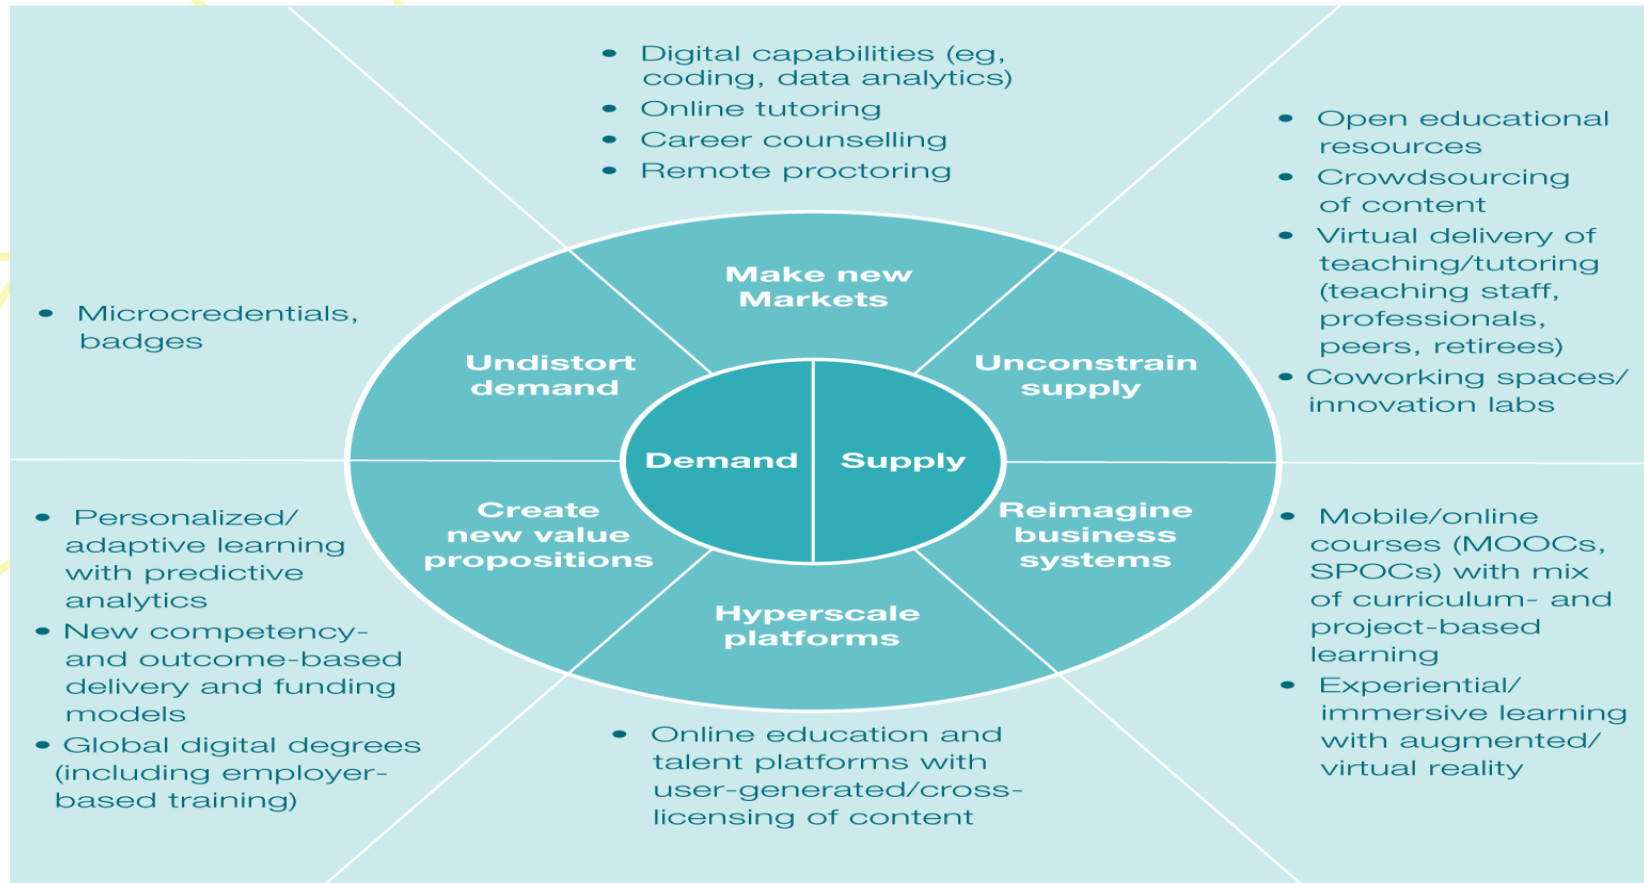 • Digital capabilities (eg,
coding, data analytics)
• Online tutoring
• Career counselling
• Remote proctoring
• Open educational
resources
• Crowdsourcing
of content
• Virtual delivery of
teaching/tutoring
(teaching staff,
professionals,
peers, retirees)
• Coworking spaces/
innovation labs
• Microcredentials,
badges
Make new
Markets
Undistort
demand
Unconstrain
supply
Demand
Supply
Create
new value
propositions
Reimagine
business
systems
Hyperscale
platforms
• Personalized/
adaptive learning
with predictive
analytics
• New competency-
and outcome-based
delivery and funding
models
• Global digital degrees
(including employer-
based training)
• Online education and
talent platforms with
user-generated/cross-
licensing of content
• Mobile/online
courses (MOOCs,
SPOCs) with mix
of curriculum- and
project-based
learning
• Experiential/
immersive learning
with augmented/
virtual reality